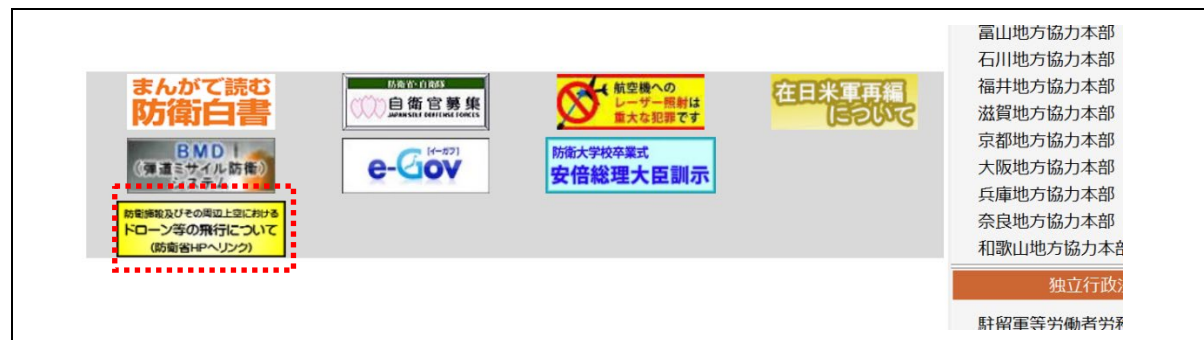 まんがで読む
防衛白書
防衛省・自衛隊
自衛官募集
JAPAN SELF DEFENSE FORCES
航空機への
レーザー照射は
重大な犯罪です
在日米軍再編
について
BMD
(弾道ミサイル防衛)
システム
[イーガブ]
e-Gov
防衛大学校卒業式
安倍総理大臣訓示
防衛施設及びその周辺上空における
ドローン等の飛行について
(防衛省HPへリンク)
富山地方協力本部
石川地方協力本部
福井地方協力本部
滋賀地方協力本部
京都地方協力本部
大阪地方協力本部
兵庫地方協力本部
奈良地方協力本部
和歌山地方協力本部
独立行政法
駐留軍等労働者労務